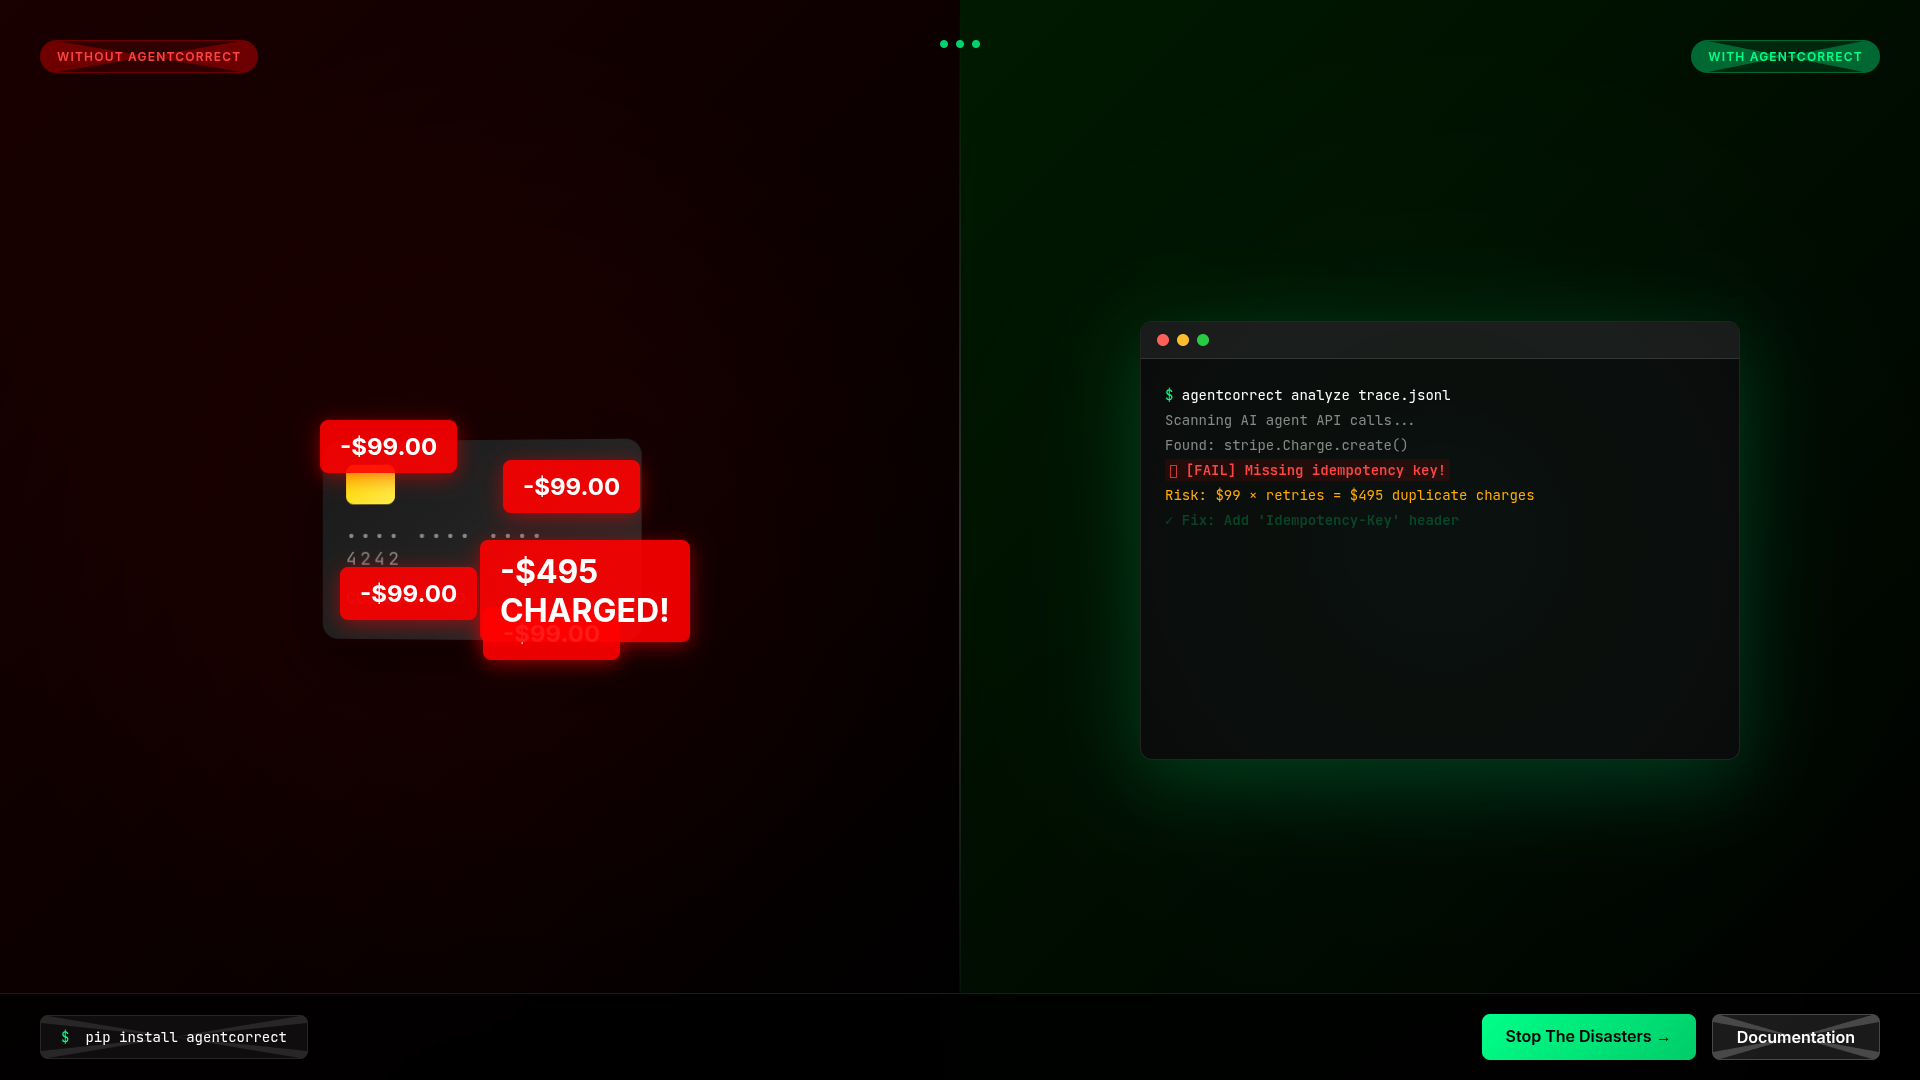 WITHOUT AGENTCORRECT
WITH AGENTCORRECT
-$99.00
-$99.00
•••• •••• ••••
4242
-$99.00
-$495
CHARGED!
-$99.00
$ agentcorrect analyze trace.jsonl
Scanning AI agent API calls...
Found: stripe.Charge.create()
[FAIL] Missing idempotency key!
Risk: $99 × retries = $495 duplicate charges
✓ Fix: Add 'Idempotency-Key' header
$ pip install agentcorrect
Stop The Disasters →
Documentation